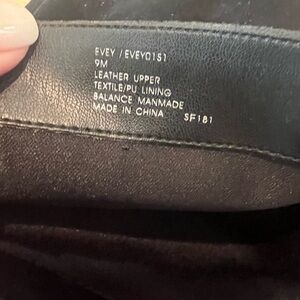 EVEY / EVEY0151
9M
LEATHER UPPER
TEXTILE/PU LINING
BALANCE MANMADE
MADE IN CHINA SF181